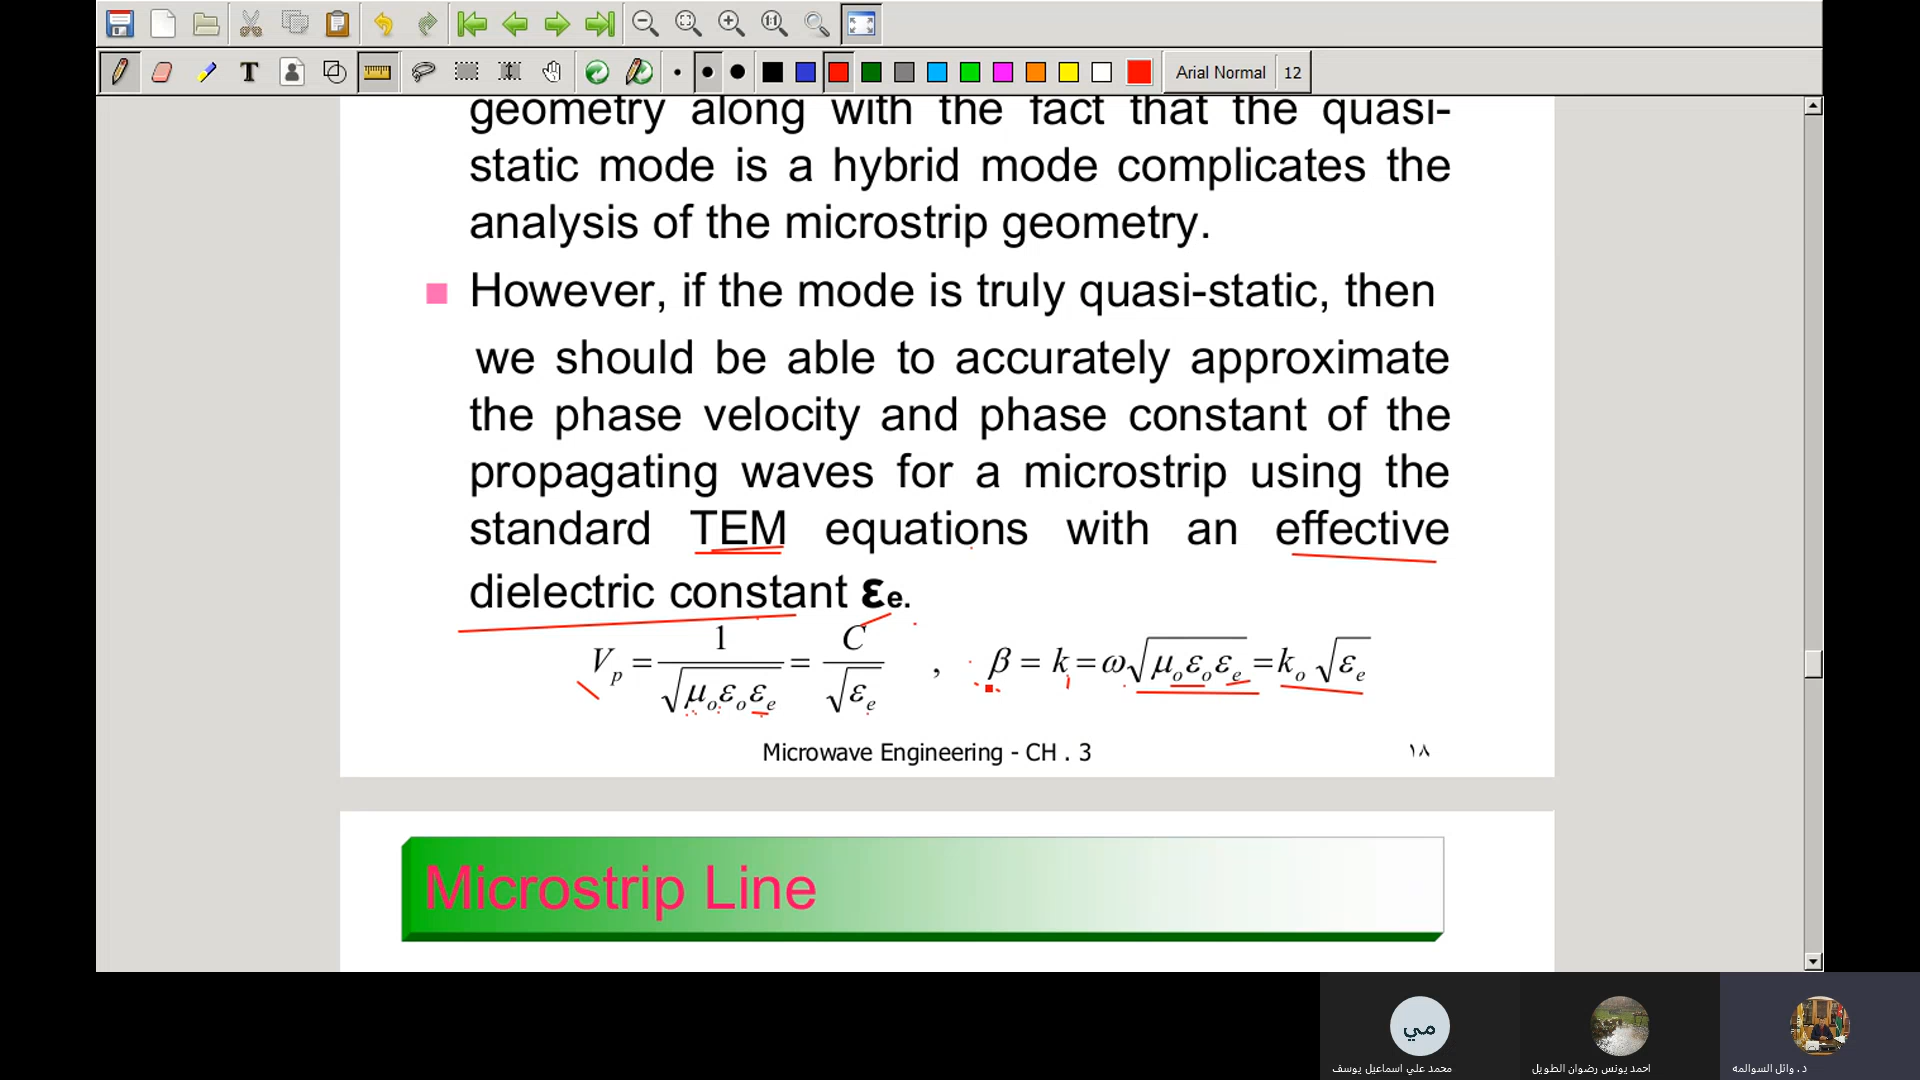 T
Arial Normal 12
geometry along with the fact that the quasi-
static mode is a hybrid mode complicates the
analysis of the microstrip geometry.
However, if the mode is truly quasi-static, then
we should be able to accurately approximate
the phase velocity and phase constant of the
propagating waves for a microstrip using the
standard TEM equations with an effective
dielectric constant εe.
Vp = 1/√μoεoεe = C/√εe , β = k = ω√μoεoεe = ko √εe
Microwave Engineering - CH . 3 ١٨
Microstrip Line
مي
محمد علي اسماعيل يوسف
احمد يونس رضوان الطويل
د. وائل السوالمه